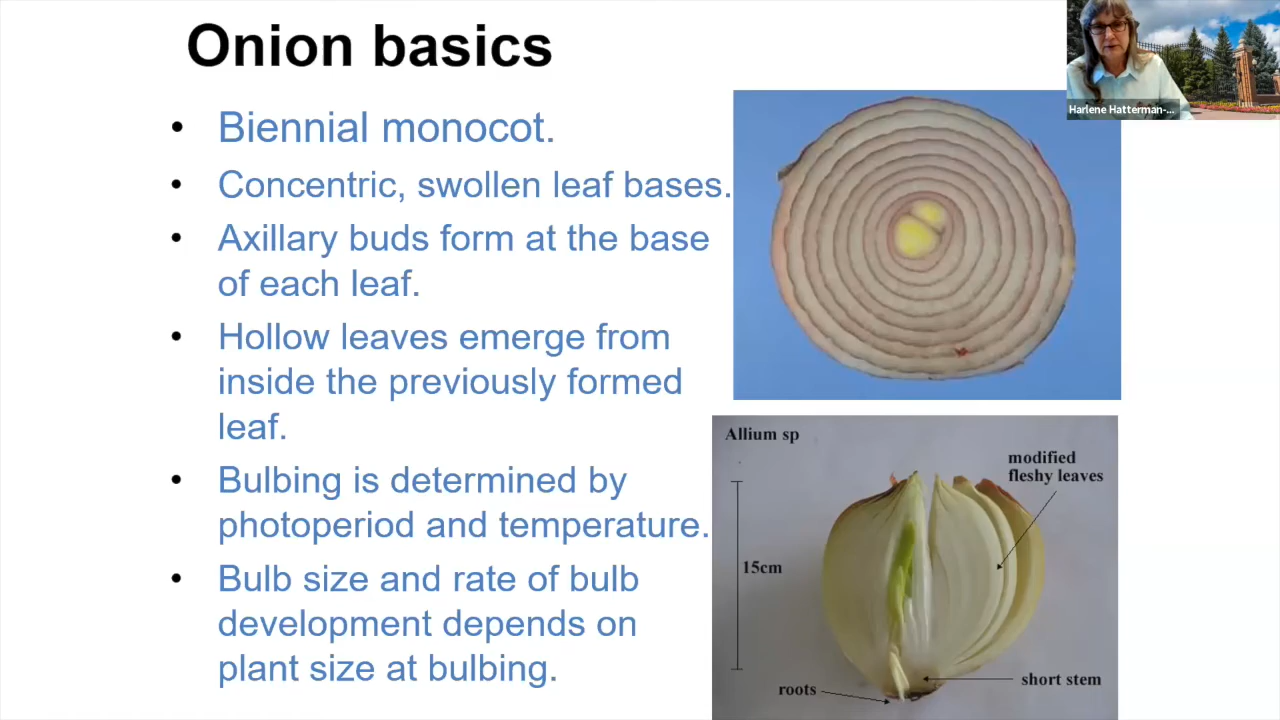 Onion basics
• Biennial monocot.
• Concentric, swollen leaf bases.
• Axillary buds form at the base
of each leaf.
• Hollow leaves emerge from
inside the previously formed
leaf.
• Bulbing is determined by
photoperiod and temperature.
• Bulb size and rate of bulb
development depends on
plant size at bulbing.
Harlene Hatterman-...
Allium sp
modified
fleshy leaves
15cm
short stem
roots